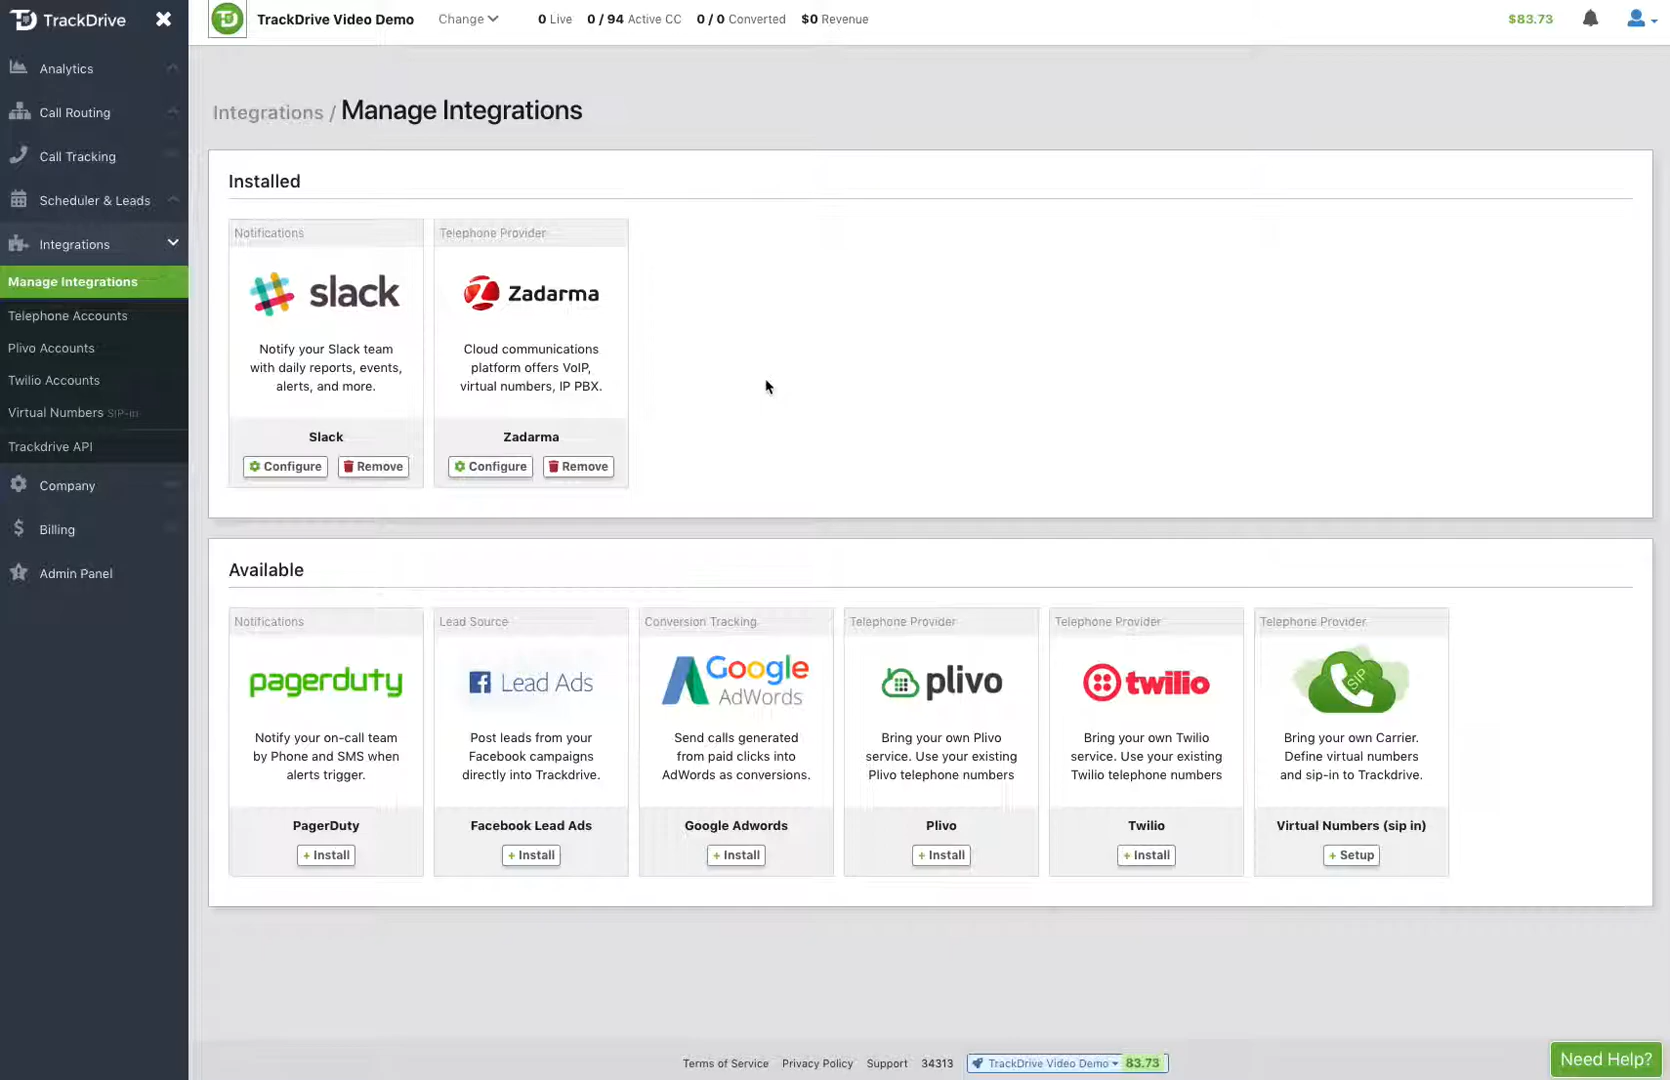 TrackDrive
TrackDrive Video Demo Change 0 Live 0 / 94 Active CC 0 / 0 Converted $0 Revenue $83.73
Analytics
Call Routing
Call Tracking
Scheduler & Leads
Integrations
Manage Integrations
Telephone Accounts
Plivo Accounts
Twilio Accounts
Virtual Numbers SIP-in
Trackdrive API
Company
Billing
Admin Panel
Integrations / Manage Integrations
Installed
Notifications
slack
Notify your Slack team
with daily reports, events,
alerts, and more.
Slack
Configure Remove
Telephone Provider
Zadarma
Cloud communications
platform offers VoIP,
virtual numbers, IP PBX.
Zadarma
Configure Remove
Available
Notifications
pagerduty
Notify your on-call team
by Phone and SMS when
alerts trigger.
PagerDuty
+ Install
Lead Source
Lead Ads
Post leads from your
Facebook campaigns
directly into Trackdrive.
Facebook Lead Ads
+ Install
Conversion Tracking
Google
AdWords
Send calls generated
from paid clicks into
AdWords as conversions.
Google Adwords
+ Install
Telephone Provider
plivo
Bring your own Plivo
service. Use your existing
Plivo telephone numbers
Plivo
+ Install
Telephone Provider
twilio
Bring your own Twilio
service. Use your existing
Twilio telephone numbers
Twilio
+ Install
Telephone Provider
SIP
Bring your own Carrier.
Define virtual numbers
and sip-in to Trackdrive.
Virtual Numbers (sip in)
+ Setup
Terms of Service Privacy Policy Support 34313 TrackDrive Video Demo 83.73
Need Help?